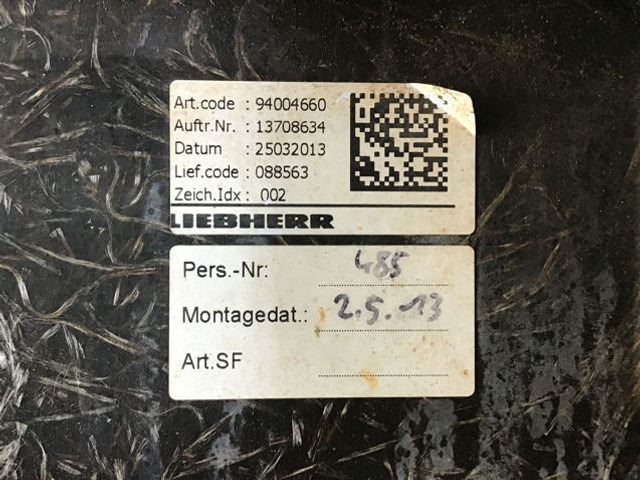 Art.code : 94004660
Auftr.Nr. : 13708634
Datum : 25032013
Lief.code : 088563
Zeich.Idx : 002
LIEBHERR
Pers.-Nr: 485
Montagedat.: 2.5.13
Art.SF